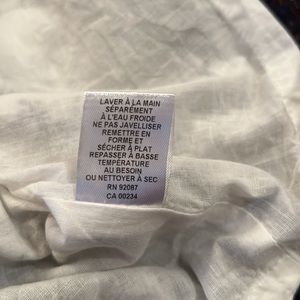 LAVER À LA MAIN
SÉPARÉMENT
À L'EAU FROIDE
NE PAS JAVELLISER
REMETTRE EN
FORME ET
SÉCHER À PLAT
REPASSER À BASSE
TEMPÉRATURE
AU BESOIN
OU NETTOYER À SEC
RN 92087
CA 00234